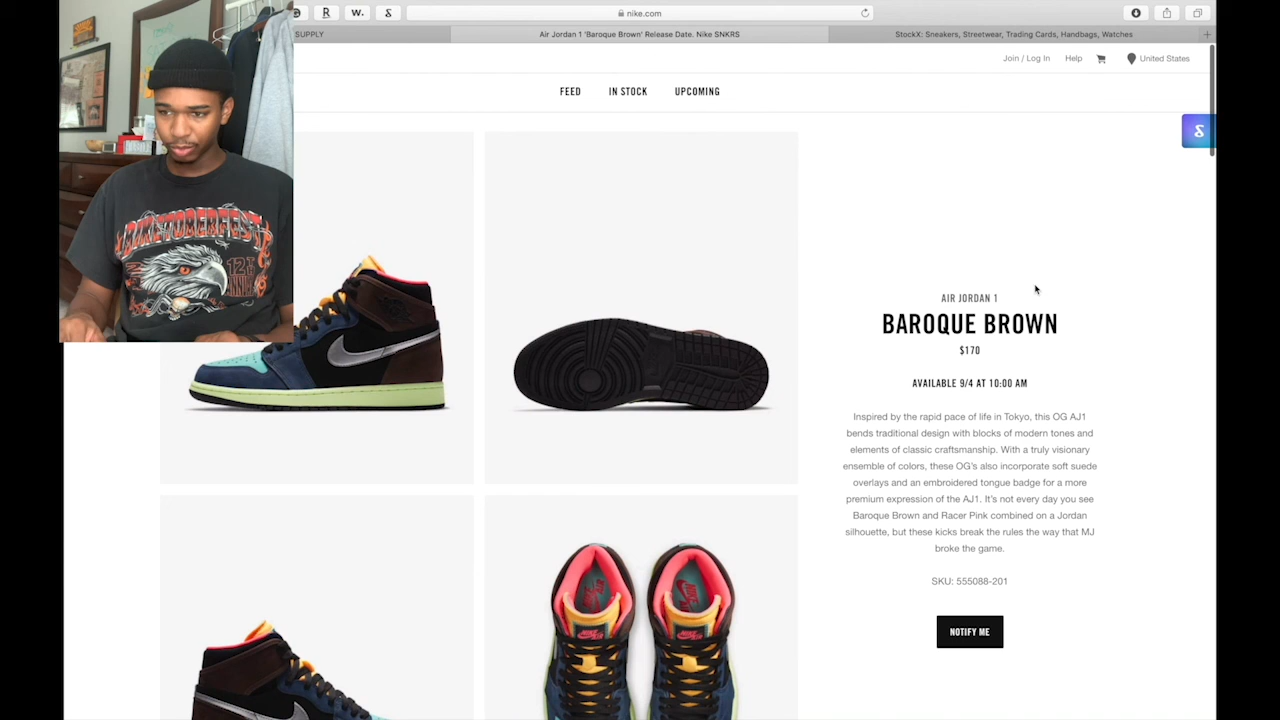 R
W.
nike.com
SUPPLY
Air Jordan 1 'Baroque Brown' Release Date. Nike SNKRS
StockX: Sneakers, Streetwear, Trading Cards, Handbags, Watches
+
Join / Log In
Help
United States
FEED
IN STOCK
UPCOMING
12TH
AIR JORDAN 1
BAROQUE BROWN
$170
AVAILABLE 9/4 AT 10:00 AM
Inspired by the rapid pace of life in Tokyo, this OG AJ1
bends traditional design with blocks of modern tones and
elements of classic craftsmanship. With a truly visionary
ensemble of colors, these OG's also incorporate soft suede
overlays and an embroidered tongue badge for a more
premium expression of the AJ1. It's not every day you see
Baroque Brown and Racer Pink combined on a Jordan
silhouette, but these kicks break the rules the way that MJ
broke the game.
SKU: 555088-201
NOTIFY ME